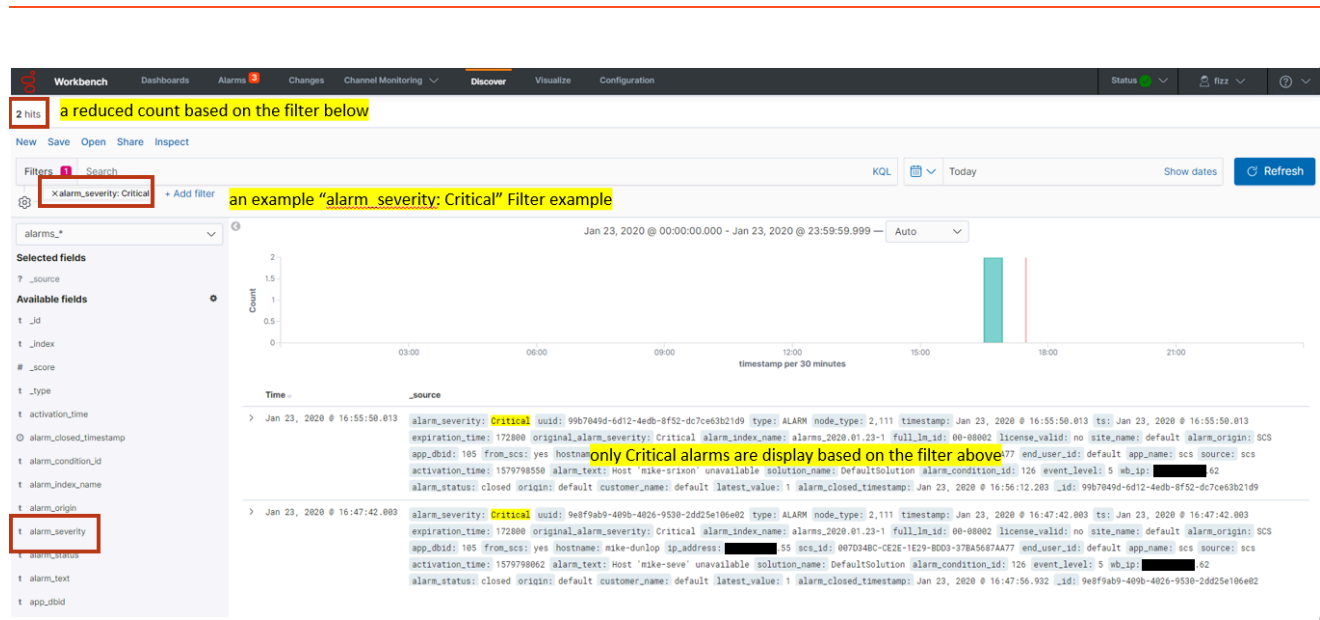 Workbench Dashboards Alarms 3 Changes Channel Monitoring Discover Visualize Configuration Status fizz
2 hits a reduced count based on the filter below
New Save Open Share Inspect
Filters 1 Search KQL Today Show dates Refresh
×alarm_severity: Critical + Add filter an example “alarm_severity: Critical” Filter example
alarms_* Jan 23, 2020 @ 00:00:00.000 - Jan 23, 2020 @ 23:59:59.999 — Auto
Selected fields
? _source
Available fields
t _id
t _index
# _score
t _type
t activation_time
alarm_closed_timestamp
t alarm_condition_id
t alarm_index_name
t alarm_origin
t alarm_severity
t alarm_status
t alarm_text
t app_dbid
Count
2
1.5
1
0.5
0
03:00 06:00 09:00 12:00 15:00 18:00 21:00
timestamp per 30 minutes
Time _source
Jan 23, 2020 @ 16:55:50.013 alarm_severity: Critical uuid: 99b7049d-6d12-4edb-8f52-dc7ce63b21d9 type: ALARM node_type: 2,111 timestamp: Jan 23, 2020 @ 16:55:50.013 ts: Jan 23, 2020 @ 16:55:50.013
expiration_time: 172800 original_alarm_severity: Critical alarm_index_name: alarms_2020.01.23-1 full_lm_id: 00-08002 license_valid: no site_name: default alarm_origin: SCS
app_dbid: 105 from_scs: yes hostnam only Critical alarms are display based on the filter above A77 end_user_id: default app_name: scs source: scs
activation_time: 1579798550 alarm_text: Host 'mike-srixon' unavailable solution_name: DefaultSolution alarm_condition_id: 126 event_level: 5 wb_ip: .62
alarm_status: closed origin: default customer_name: default latest_value: 1 alarm_closed_timestamp: Jan 23, 2020 @ 16:56:12.203 _id: 99b7049d-6d12-4edb-8f52-dc7ce63b21d9
Jan 23, 2020 @ 16:47:42.003 alarm_severity: Critical uuid: 9e8f9ab9-409b-4026-9530-2dd25e106e02 type: ALARM node_type: 2,111 timestamp: Jan 23, 2020 @ 16:47:42.003 ts: Jan 23, 2020 @ 16:47:42.003
expiration_time: 172800 original_alarm_severity: Critical alarm_index_name: alarms_2020.01.23-1 full_lm_id: 00-08002 license_valid: no site_name: default alarm_origin: SCS
app_dbid: 105 from_scs: yes hostname: mike-dunlop ip_address: .55 scs_id: 007D34BC-CE2E-1E29-BDD3-37BA5687AA77 end_user_id: default app_name: scs source: scs
activation_time: 1579798062 alarm_text: Host 'mike-seve' unavailable solution_name: DefaultSolution alarm_condition_id: 126 event_level: 5 wb_ip: .62
alarm_status: closed origin: default customer_name: default latest_value: 1 alarm_closed_timestamp: Jan 23, 2020 @ 16:47:56.932 _id: 9e8f9ab9-409b-4026-9530-2dd25e106e02